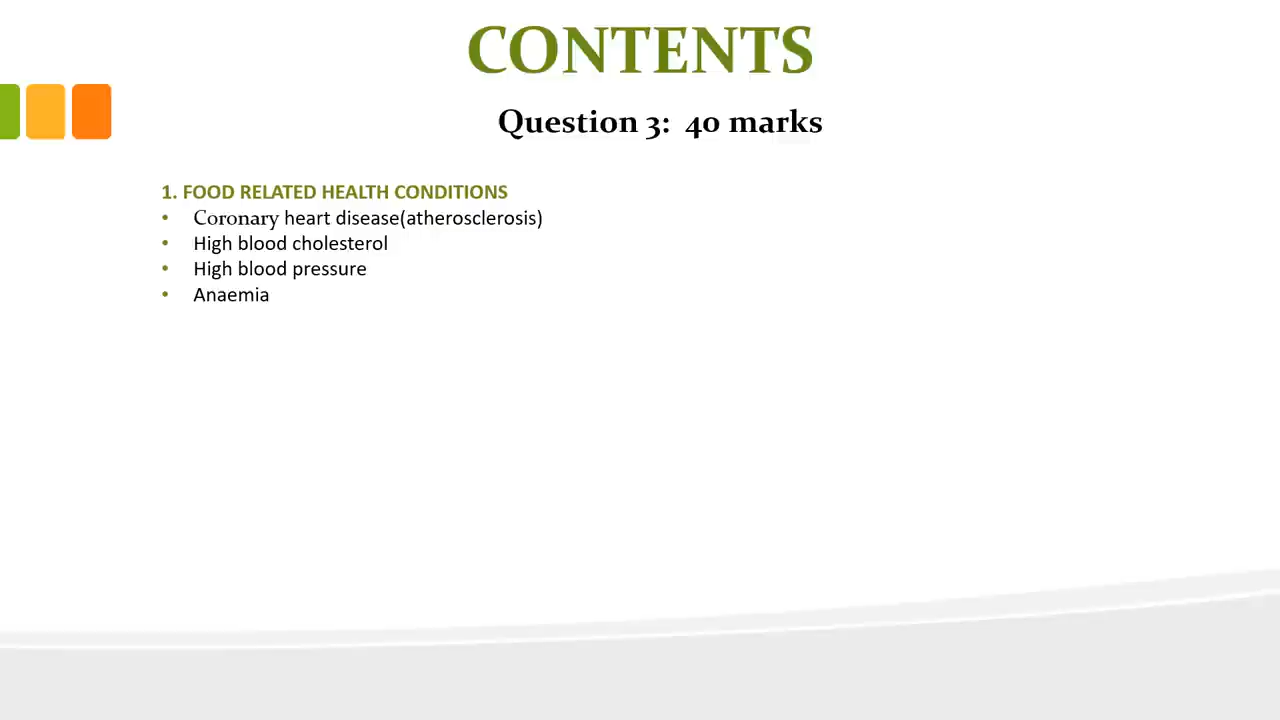 CONTENTS
Question 3: 40 marks
1. FOOD RELATED HEALTH CONDITIONS
• Coronary heart disease(atherosclerosis)
• High blood cholesterol
• High blood pressure
• Anaemia